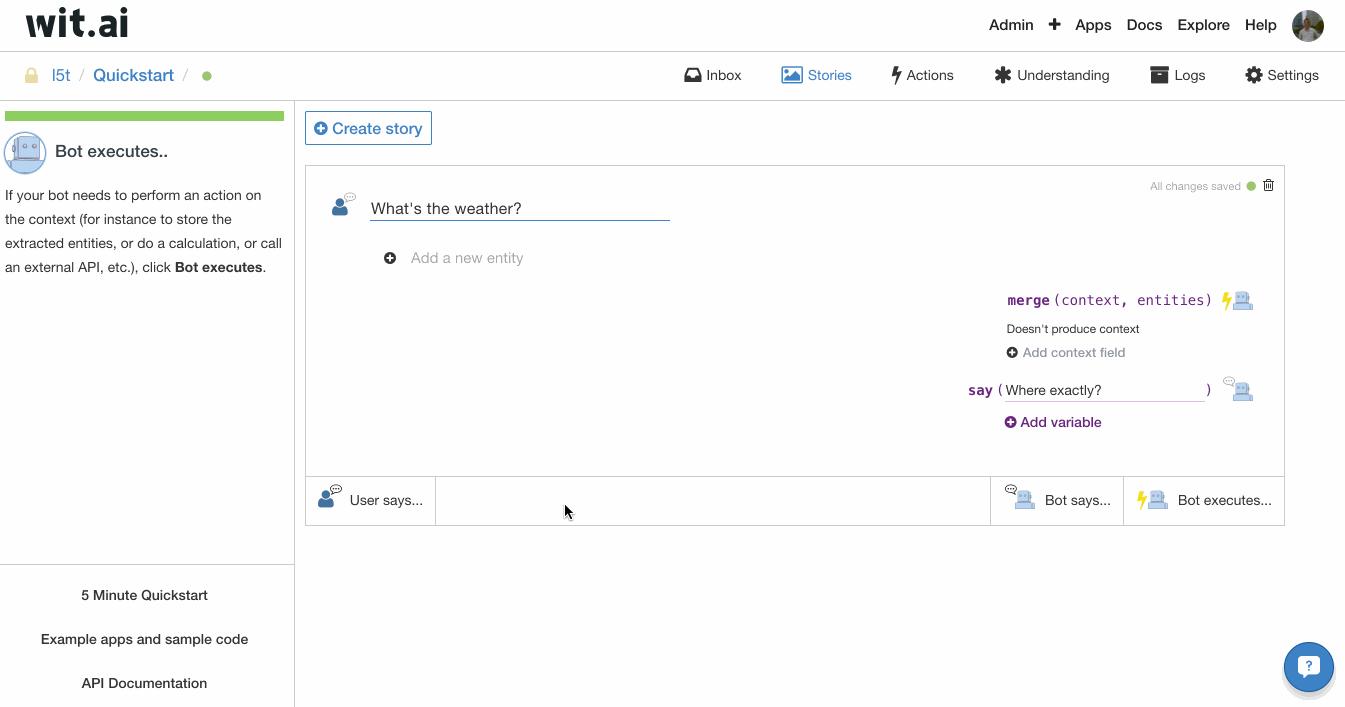 wit.ai
Admin Apps Docs Explore Help
l5t / Quickstart /
Inbox Stories Actions Understanding Logs Settings
Bot executes..
If your bot needs to perform an action on
the context (for instance to store the
extracted entities, or do a calculation, or call
an external API, etc.), click Bot executes.
5 Minute Quickstart
Example apps and sample code
API Documentation
Create story
All changes saved
What's the weather?
Add a new entity
merge(context, entities)
Doesn't produce context
Add context field
say (Where exactly? )
Add variable
User says...
Bot says...
Bot executes...
?